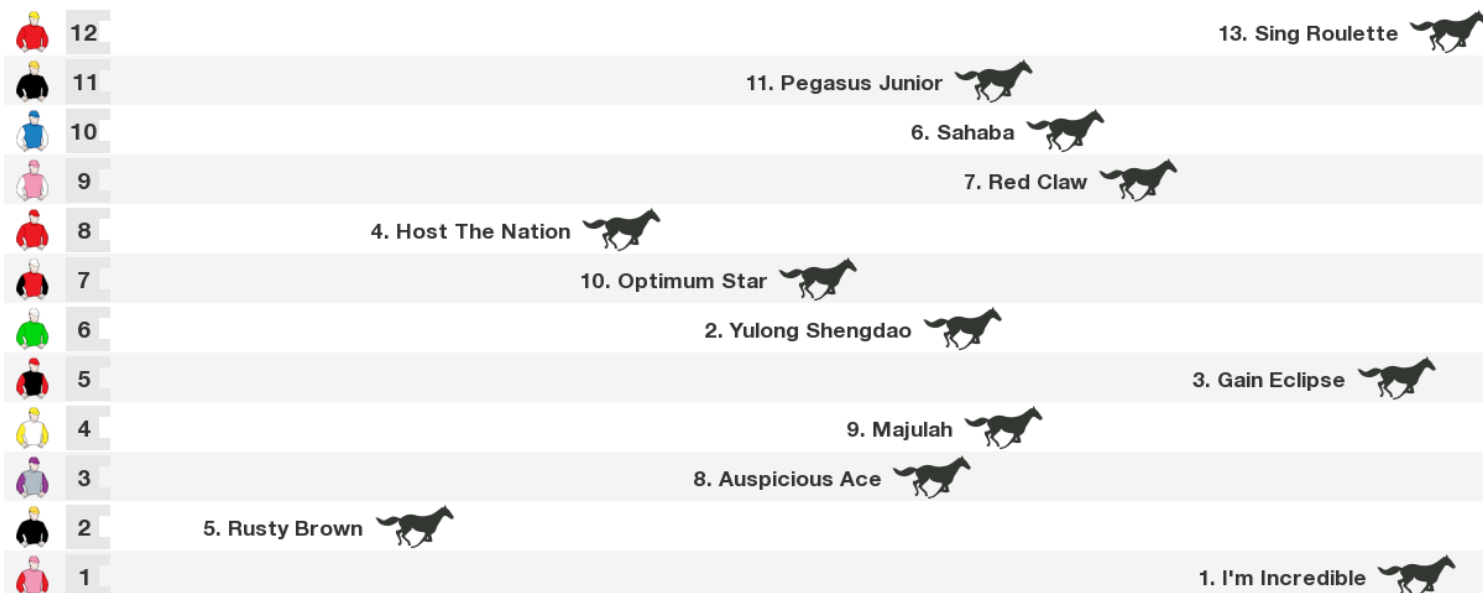 12 13. Sing Roulette
11 11. Pegasus Junior
10 6. Sahaba
9 7. Red Claw
8 4. Host The Nation
7 10. Optimum Star
6 2. Yulong Shengdao
5 3. Gain Eclipse
4 9. Majulah
3 8. Auspicious Ace
2 5. Rusty Brown
1 1. I'm Incredible